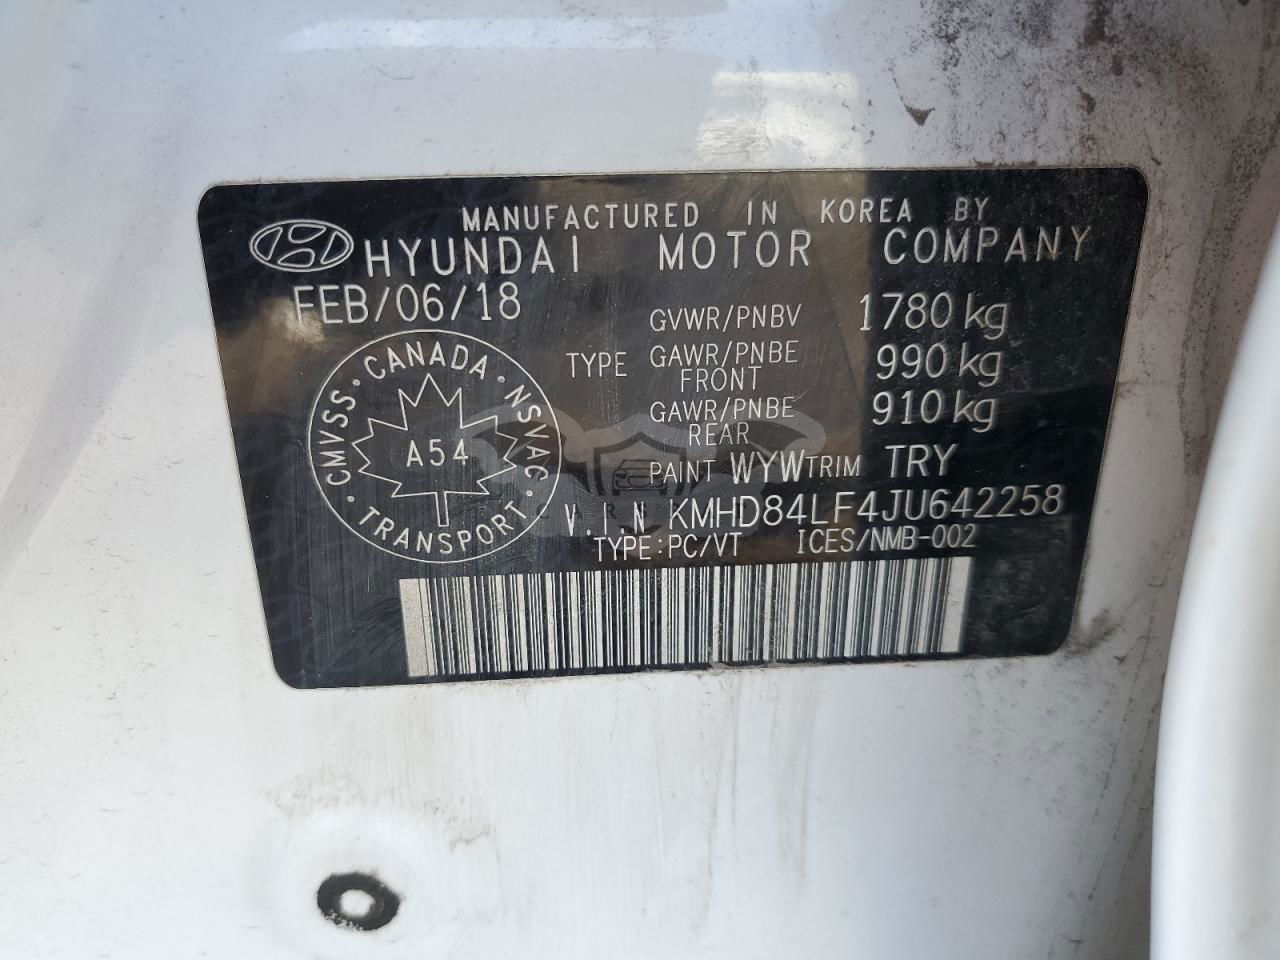 MANUFACTURED IN KOREA BY
HYUNDAI MOTOR COMPANY
FEB/06/18
GVWR/PNBV 1780 kg
TYPE GAWR/PNBE FRONT 990 kg
GAWR/PNBE REAR 910 kg
PAINT WYW TRIM TRY
V.I.N KMHD84LF4JU642258
TYPE:PC/VT ICES/NMB-002
CMVSS · CANADA · NSVAC · TRANSPORT ·
A54